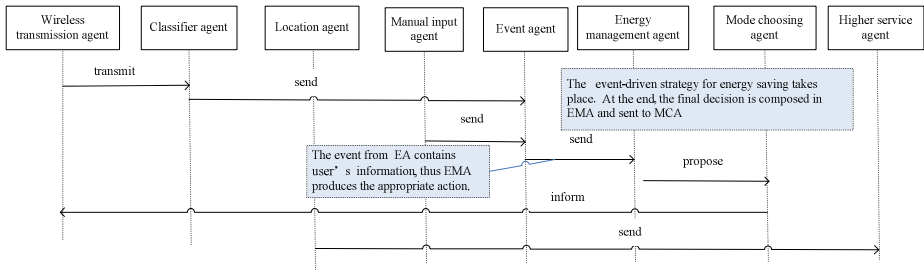 Wireless
transmission agent
Classifier agent
Location agent
Manual input
agent
Event agent
Energy
management agent
Mode choosing
agent
Higher service
agent
transmit
send
The event-driven strategy for energy saving takes
place. At the end, the final decision is composed in
EMA and sent to MCA
send
send
The event from EA contains
user's information, thus EMA
produces the appropriate action.
propose
inform
send